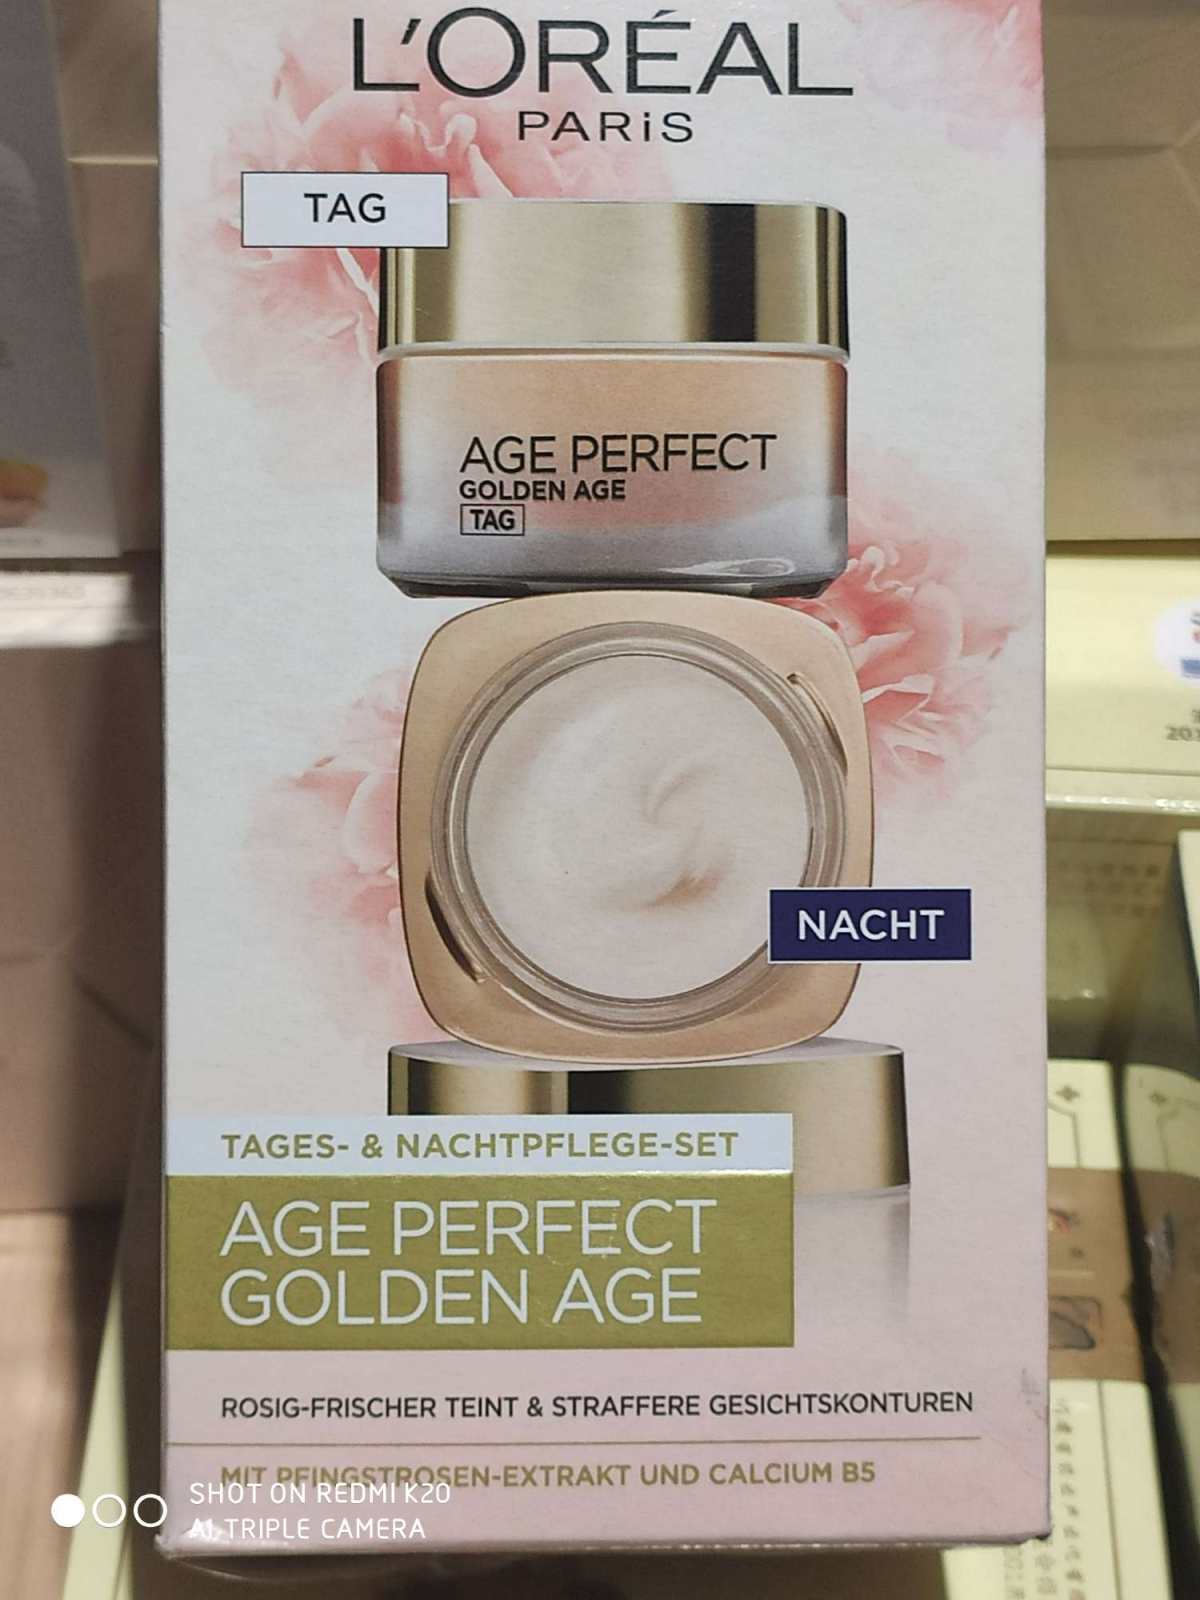 L'ORÉAL
PARiS
TAG
AGE PERFECT
GOLDEN AGE
TAG
NACHT
TAGES- & NACHTPFLEGE-SET
AGE PERFECT
GOLDEN AGE
ROSIG-FRISCHER TEINT & STRAFFERE GESICHTSKONTUREN
MIT PFINGSTROSEN-EXTRAKT UND CALCIUM B5
SHOT ON REDMI K20
AI TRIPLE CAMERA